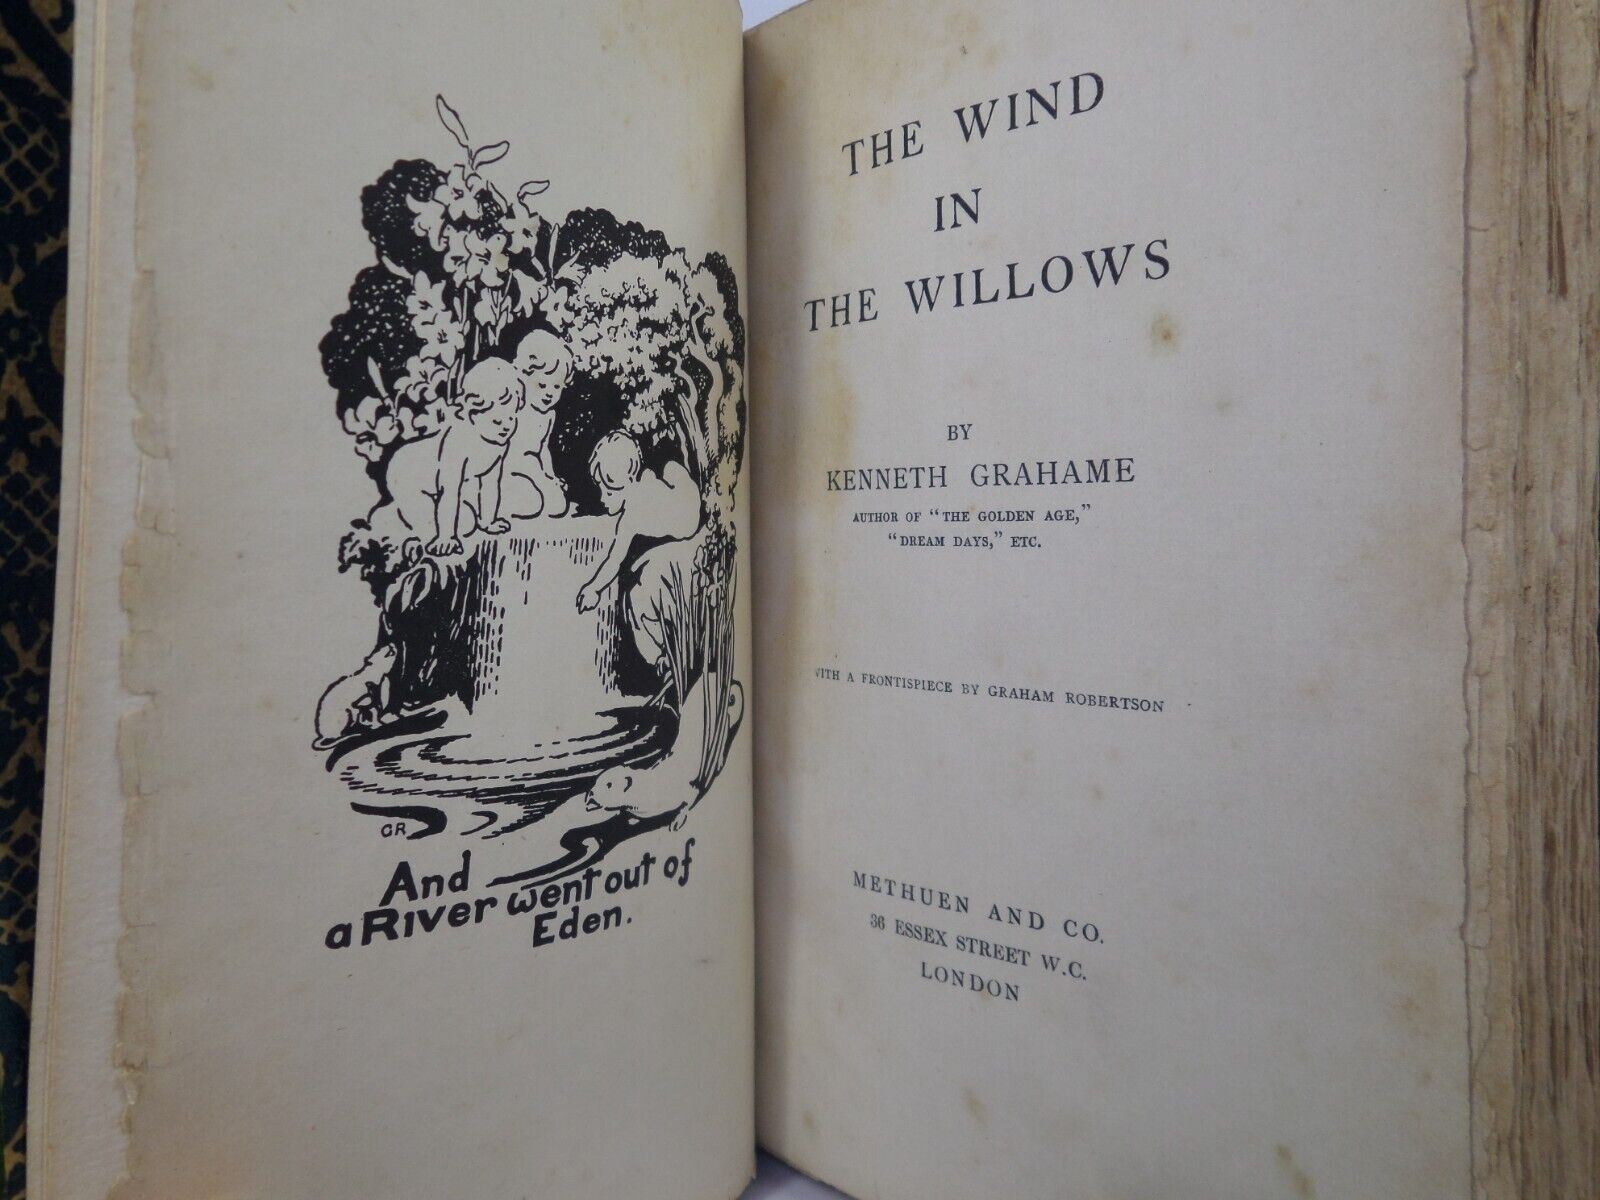 GR
And
a River went out of
Eden.
THE WIND
IN
THE WILLOWS
BY
KENNETH GRAHAME
AUTHOR OF "THE GOLDEN AGE,"
"DREAM DAYS," ETC.
WITH A FRONTISPIECE BY GRAHAM ROBERTSON
METHUEN AND CO.
36 ESSEX STREET W.C.
LONDON